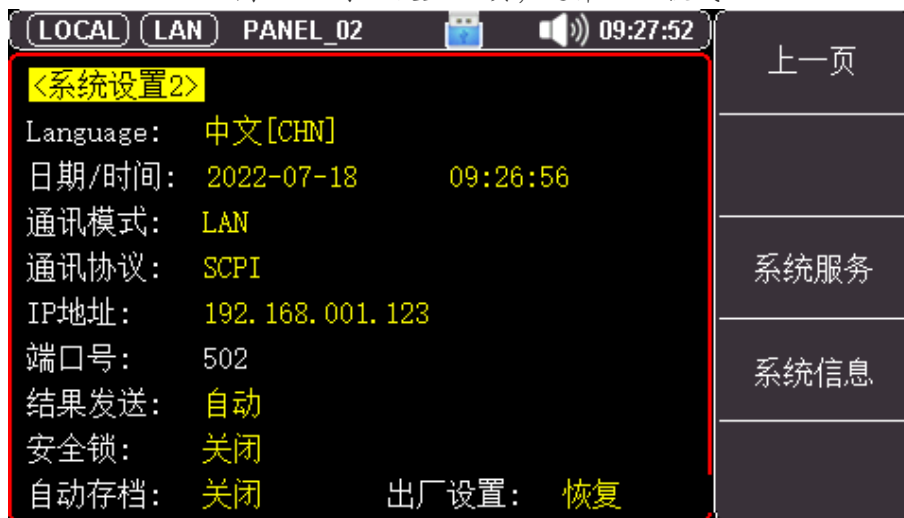 LOCAL LAN PANEL_02 09:27:52
上一页
<系统设置2>
Language: 中文[CHN]
日期/时间: 2022-07-18 09:26:56
通讯模式: LAN
通讯协议: SCPI
系统服务
IP地址: 192.168.001.123
端口号: 502
系统信息
结果发送: 自动
安全锁: 关闭
自动存档: 关闭 出厂设置: 恢复